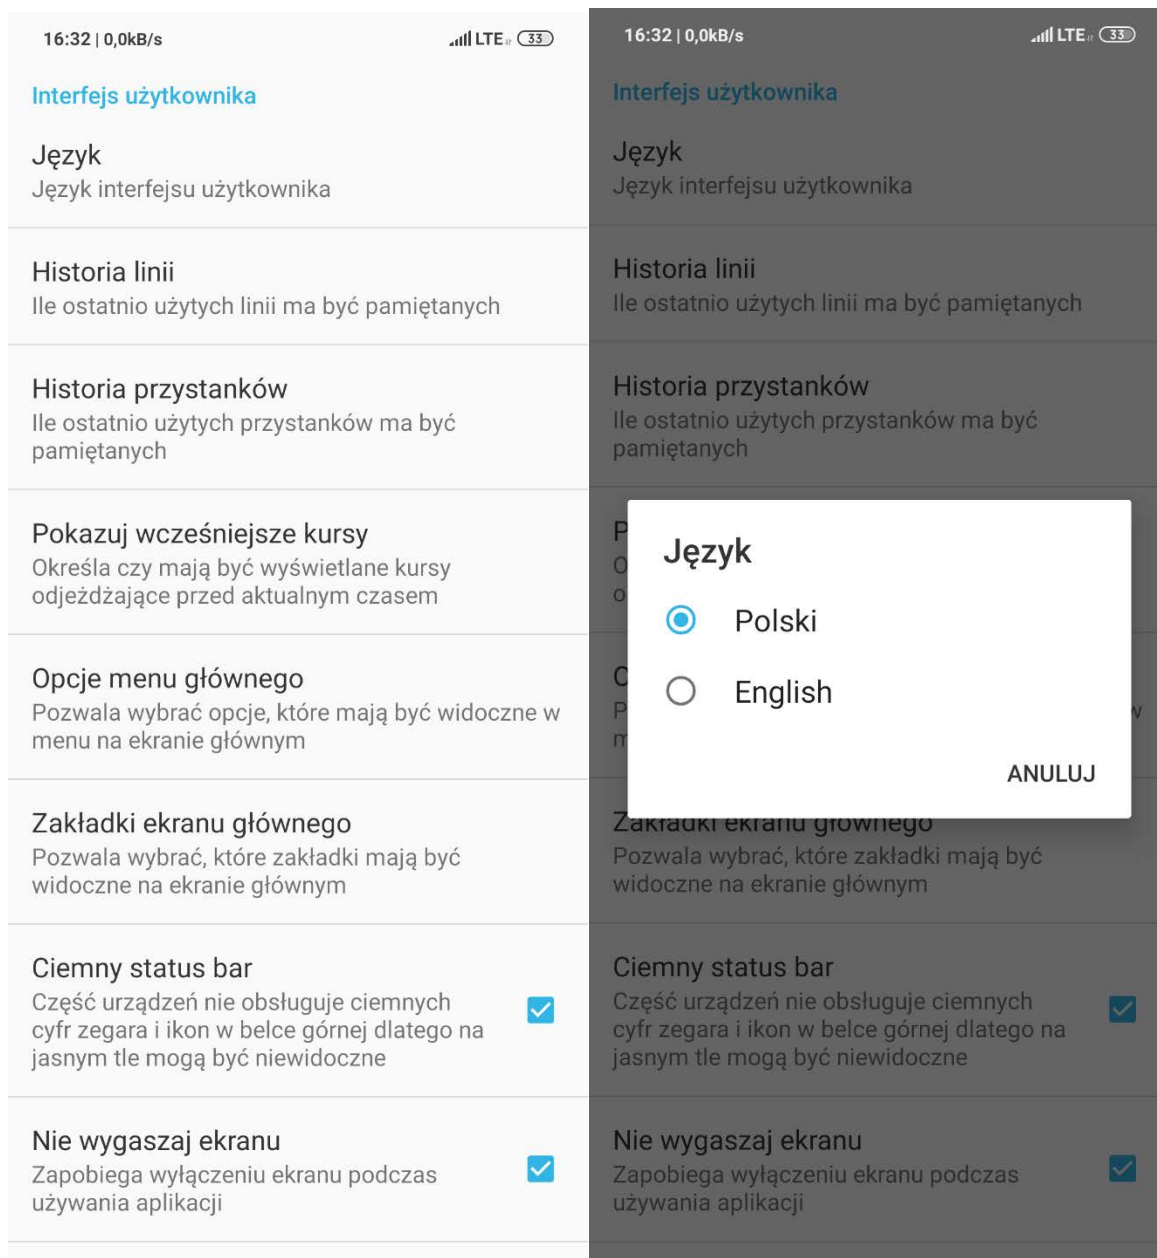 16:32 | 0,0kB/s
LTE
33
Interfejs użytkownika
Język
Język interfejsu użytkownika
Historia linii
Ile ostatnio użytych linii ma być pamiętanych
Historia przystanków
Ile ostatnio użytych przystanków ma być
pamiętanych
Pokazuj wcześniejsze kursy
Określa czy mają być wyświetlane kursy
odjeżdżające przed aktualnym czasem
Opcje menu głównego
Pozwala wybrać opcje, które mają być widoczne w
menu na ekranie głównym
Zakładki ekranu głównego
Pozwala wybrać, które zakładki mają być
widoczne na ekranie głównym
Ciemny status bar
Część urządzeń nie obsługuje ciemnych
cyfr zegara i ikon w belce górnej dlatego na
jasnym tle mogą być niewidoczne
Nie wygaszaj ekranu
Zapobiega wyłączeniu ekranu podczas
używania aplikacji
16:32 | 0,0kB/s
LTE
33
Interfejs użytkownika
Język
Język interfejsu użytkownika
Historia linii
Ile ostatnio użytych linii ma być pamiętanych
Historia przystanków
Ile ostatnio użytych przystanków ma być
pamiętanych
Język
Polski
English
ANULUJ
Zakładki ekranu głównego
Pozwala wybrać, które zakładki mają być
widoczne na ekranie głównym
Ciemny status bar
Część urządzeń nie obsługuje ciemnych
cyfr zegara i ikon w belce górnej dlatego na
jasnym tle mogą być niewidoczne
Nie wygaszaj ekranu
Zapobiega wyłączeniu ekranu podczas
używania aplikacji